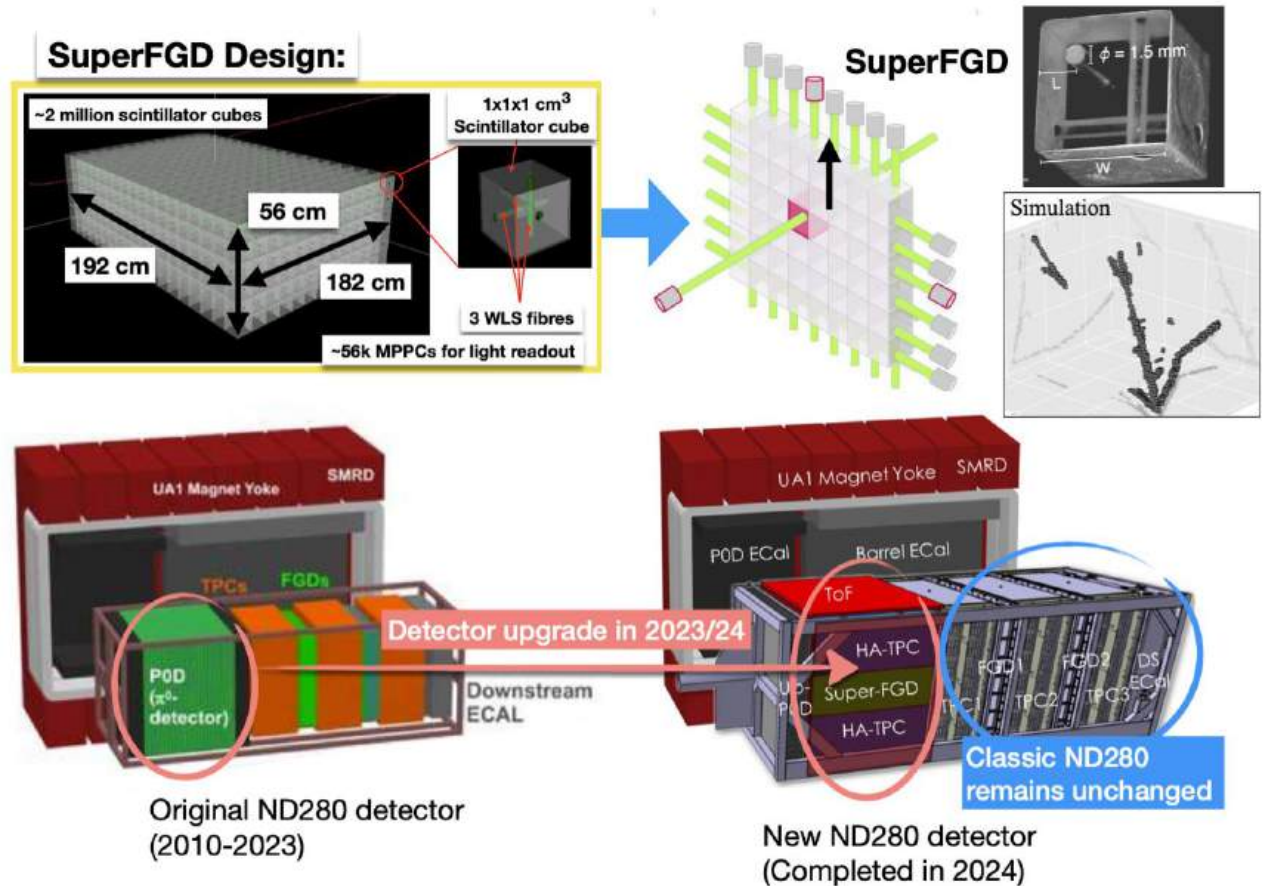 SuperFGD Design:
~2 million scintillator cubes
1x1x1 cm³
Scintillator cube
56 cm
192 cm
182 cm
3 WLS fibres
~56k MPPCs for light readout
SuperFGD
ϕ = 1.5 mm
L
W
Simulation
SMRD
UA1 Magnet Yoke
TPCs
FGDs
P0D
(π⁰-
detector)
Downstream
ECAL
Detector upgrade in 2023/24
Original ND280 detector
(2010-2023)
UA1 Magnet Yoke
SMRD
P0D ECal
Barrel ECal
ToF
HA-TPC
Super-FGD
HA-TPC
TPC1
FGD1
TPC2
FGD2
TPC3
DS
ECal
Classic ND280
remains unchanged
New ND280 detector
(Completed in 2024)